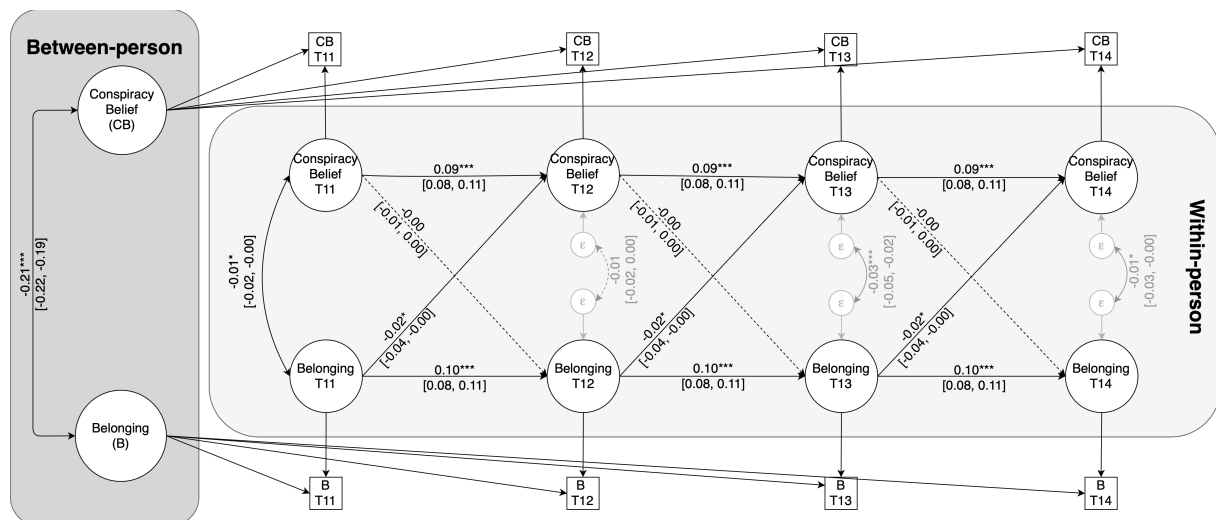 Between-person
Conspiracy
Belief
(CB)
-0.21***
[-0.22, -0.19]
Belonging
(B)
CB
T11
CB
T12
CB
T13
CB
T14
Conspiracy
Belief
T11
0.09***
[0.08, 0.11]
Conspiracy
Belief
T12
0.09***
[0.08, 0.11]
Conspiracy
Belief
T13
0.09***
[0.08, 0.11]
Conspiracy
Belief
T14
-0.00
[-0.01, 0.00]
-0.00
[-0.01, 0.00]
-0.00
[-0.01, 0.00]
-0.01*
[-0.02, -0.00]
ε
-0.01
[-0.02, 0.00]
ε
ε
-0.03***
[-0.05, -0.02]
ε
ε
-0.01*
[-0.03, -0.00]
ε
-0.02*
[-0.04, -0.00]
-0.02*
[-0.04, -0.00]
-0.02*
[-0.04, -0.00]
Belonging
T11
0.10***
[0.08, 0.11]
Belonging
T12
0.10***
[0.08, 0.11]
Belonging
T13
0.10***
[0.08, 0.11]
Belonging
T14
Within-person
B
T11
B
T12
B
T13
B
T14